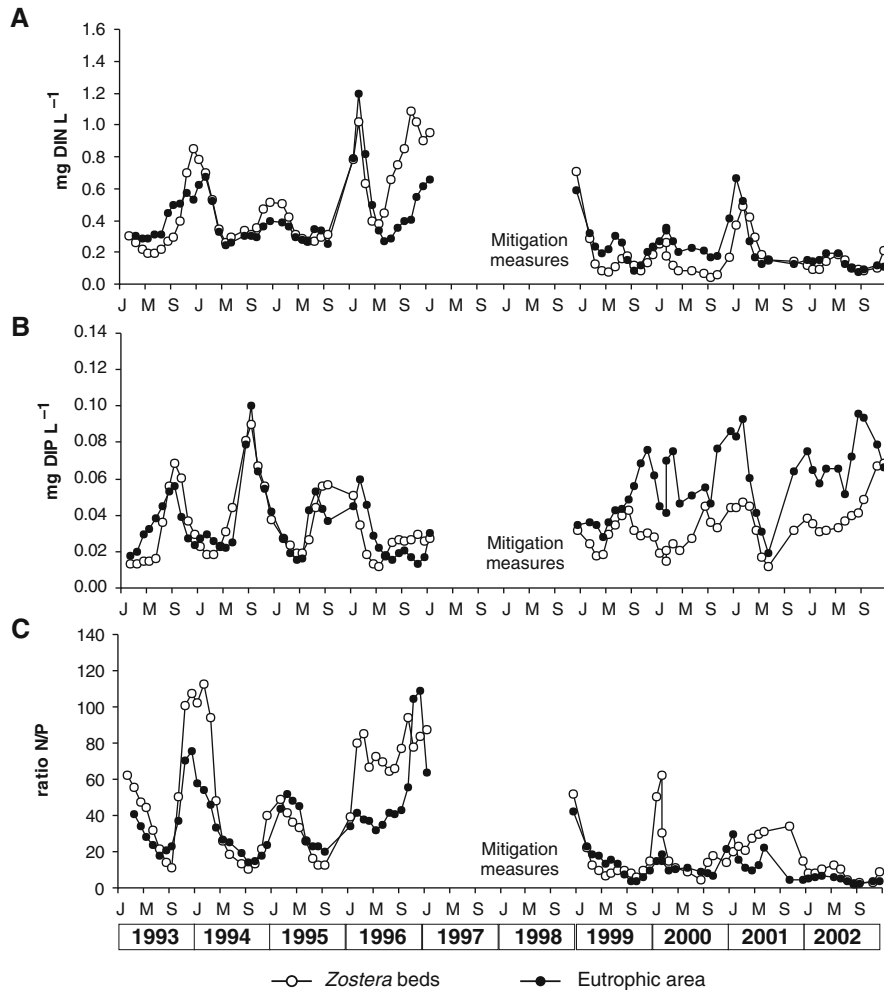 A
mg DIN L –1
1.6
1.4
1.2
1.0
0.8
0.6
0.4
0.2
0.0
Mitigation
measures
J M S J M S J M S J M S J M S J M S J M S J M S J M S J M S
B
mg DIP L –1
0.14
0.12
0.10
0.08
0.06
0.04
0.02
0.00
Mitigation
measures
J M S J M S J M S J M S J M S J M S J M S J M S J M S J M S
C
ratio N/P
140
120
100
80
60
40
20
0
Mitigation
measures
J M S J M S J M S J M S J M S J M S J M S J M S J M S J M S
1993 1994 1995 1996 1997 1998 1999 2000 2001 2002
Zostera beds Eutrophic area